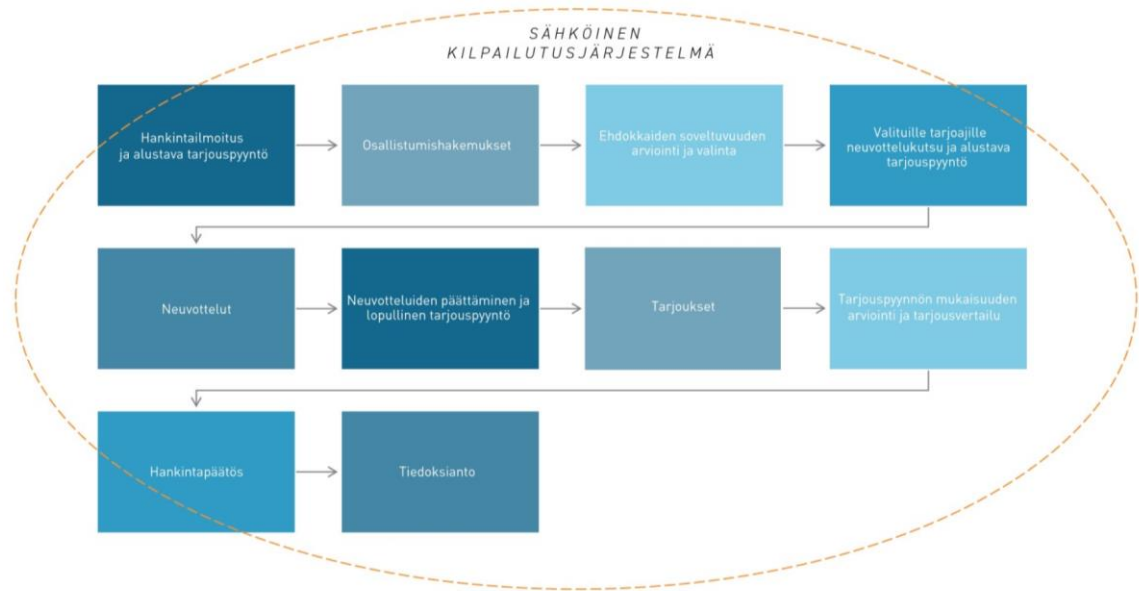 SÄHKÖINEN
KILPAILUTUSJÄRJESTELMÄ
Hankintailmoitus
ja alustava tarjouspyyntö
Osallistumishakemukset
Ehdokkaiden soveltuvuuden
arviointi ja valinta
Valituille tarjoajille
neuvottelukutsu ja alustava
tarjouspyyntö
Neuvottelut
Neuvotteluiden päättäminen ja
lopullinen tarjouspyyntö
Tarjoukset
Tarjouspyynnön mukaisuuden
arviointi ja tarjousvertailu
Hankintapäätös
Tiedoksianto